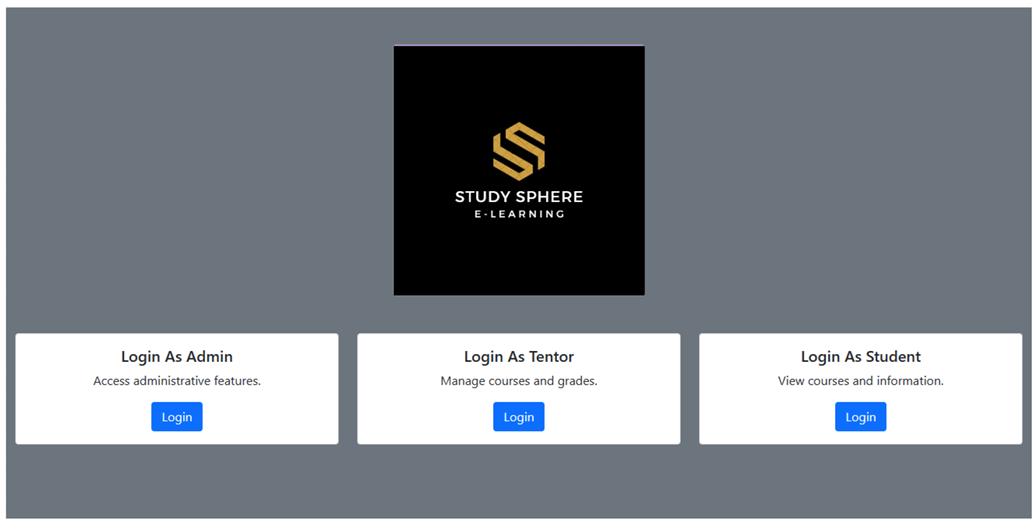 STUDY SPHERE
E-LEARNING
Login As Admin
Access administrative features.
Login
Login As Tentor
Manage courses and grades.
Login
Login As Student
View courses and information.
Login